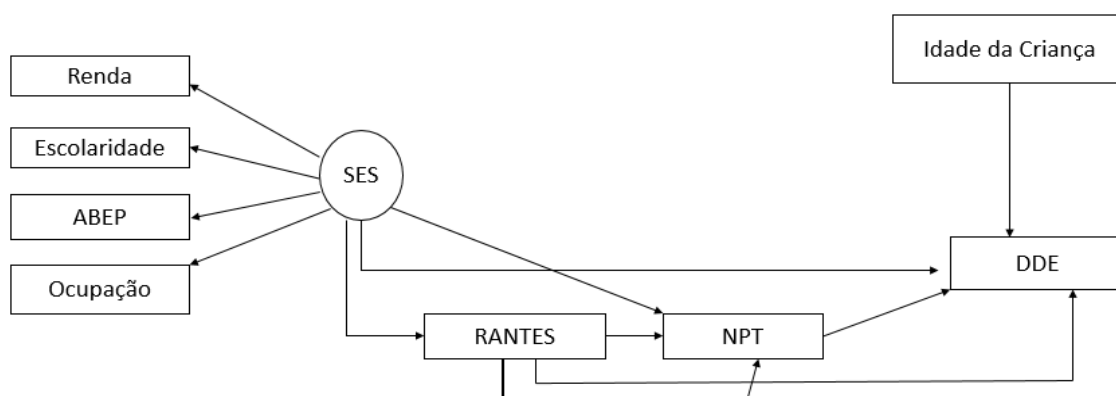 Idade da Criança
Renda
Escolaridade
SES
ABEP
DDE
Ocupação
RANTES
NPT